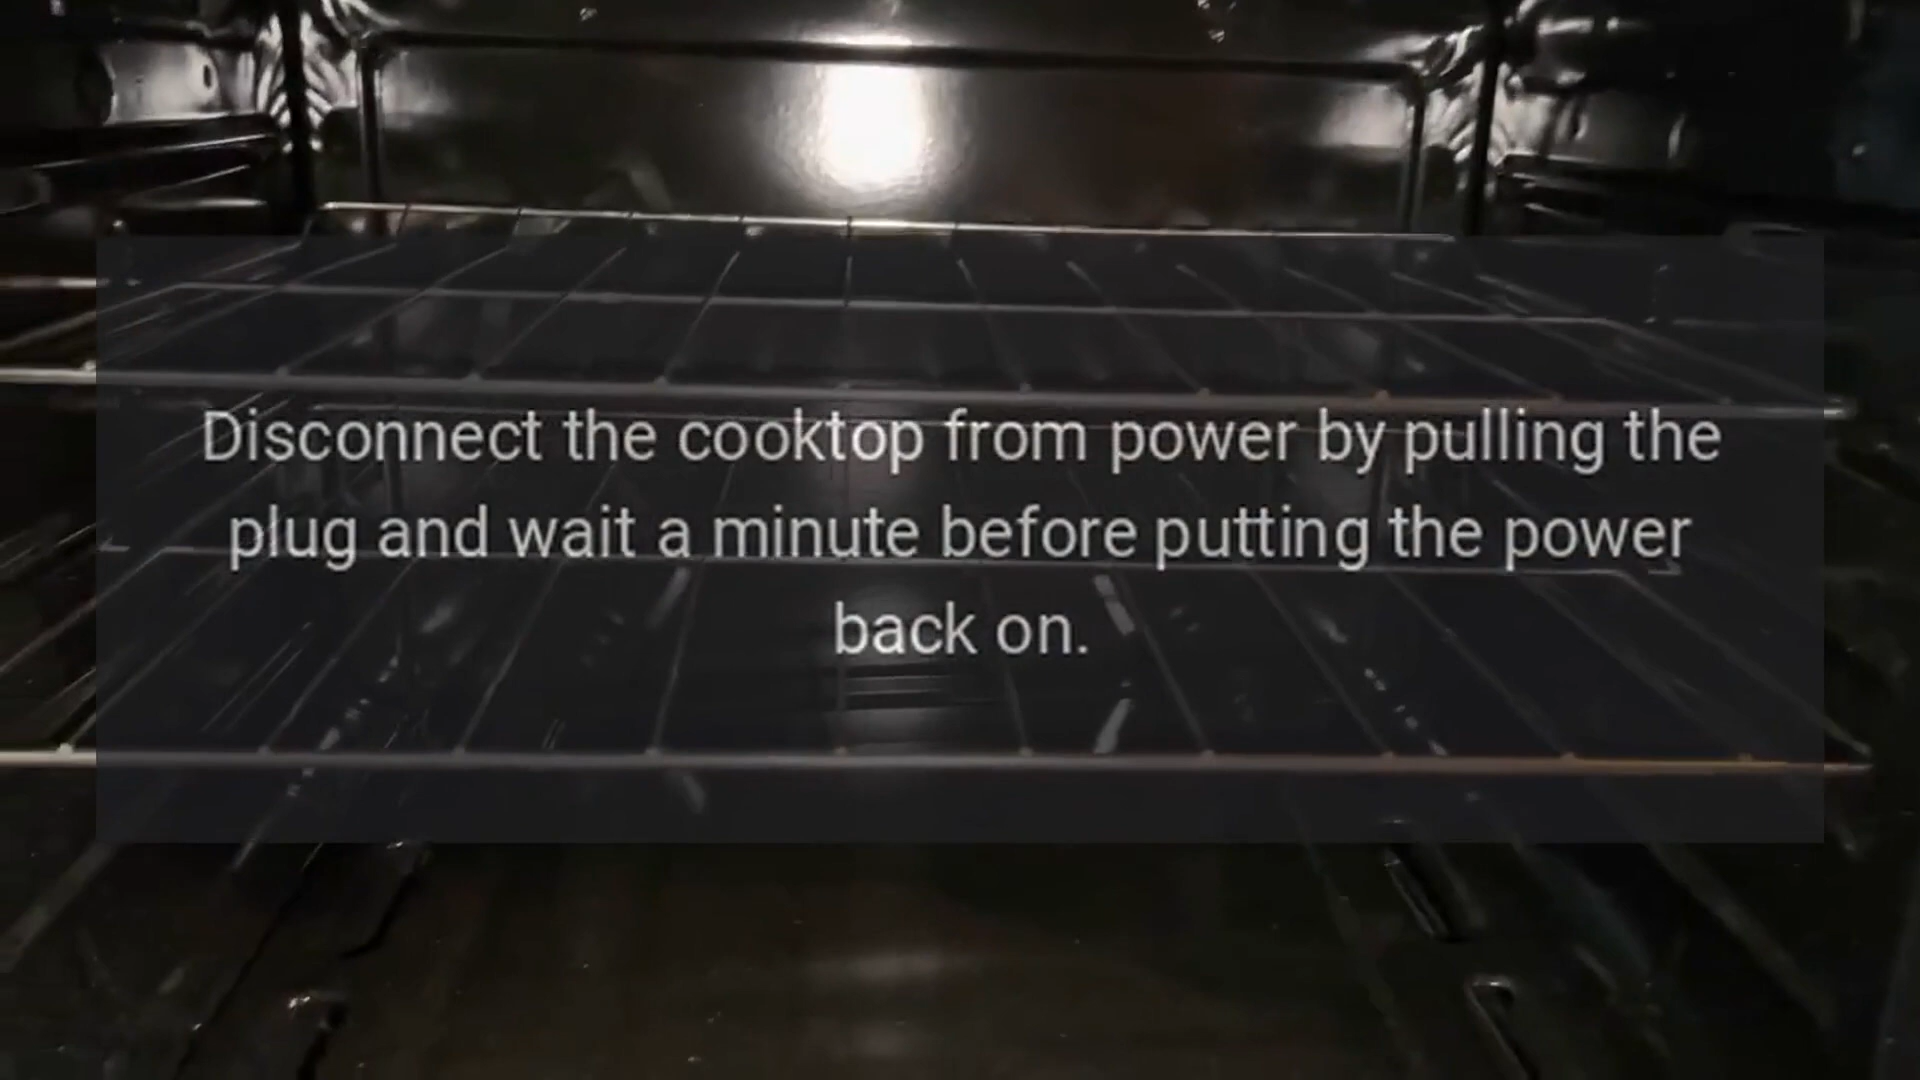 Disconnect the cooktop from power by pulling the
plug and wait a minute before putting the power
back on.